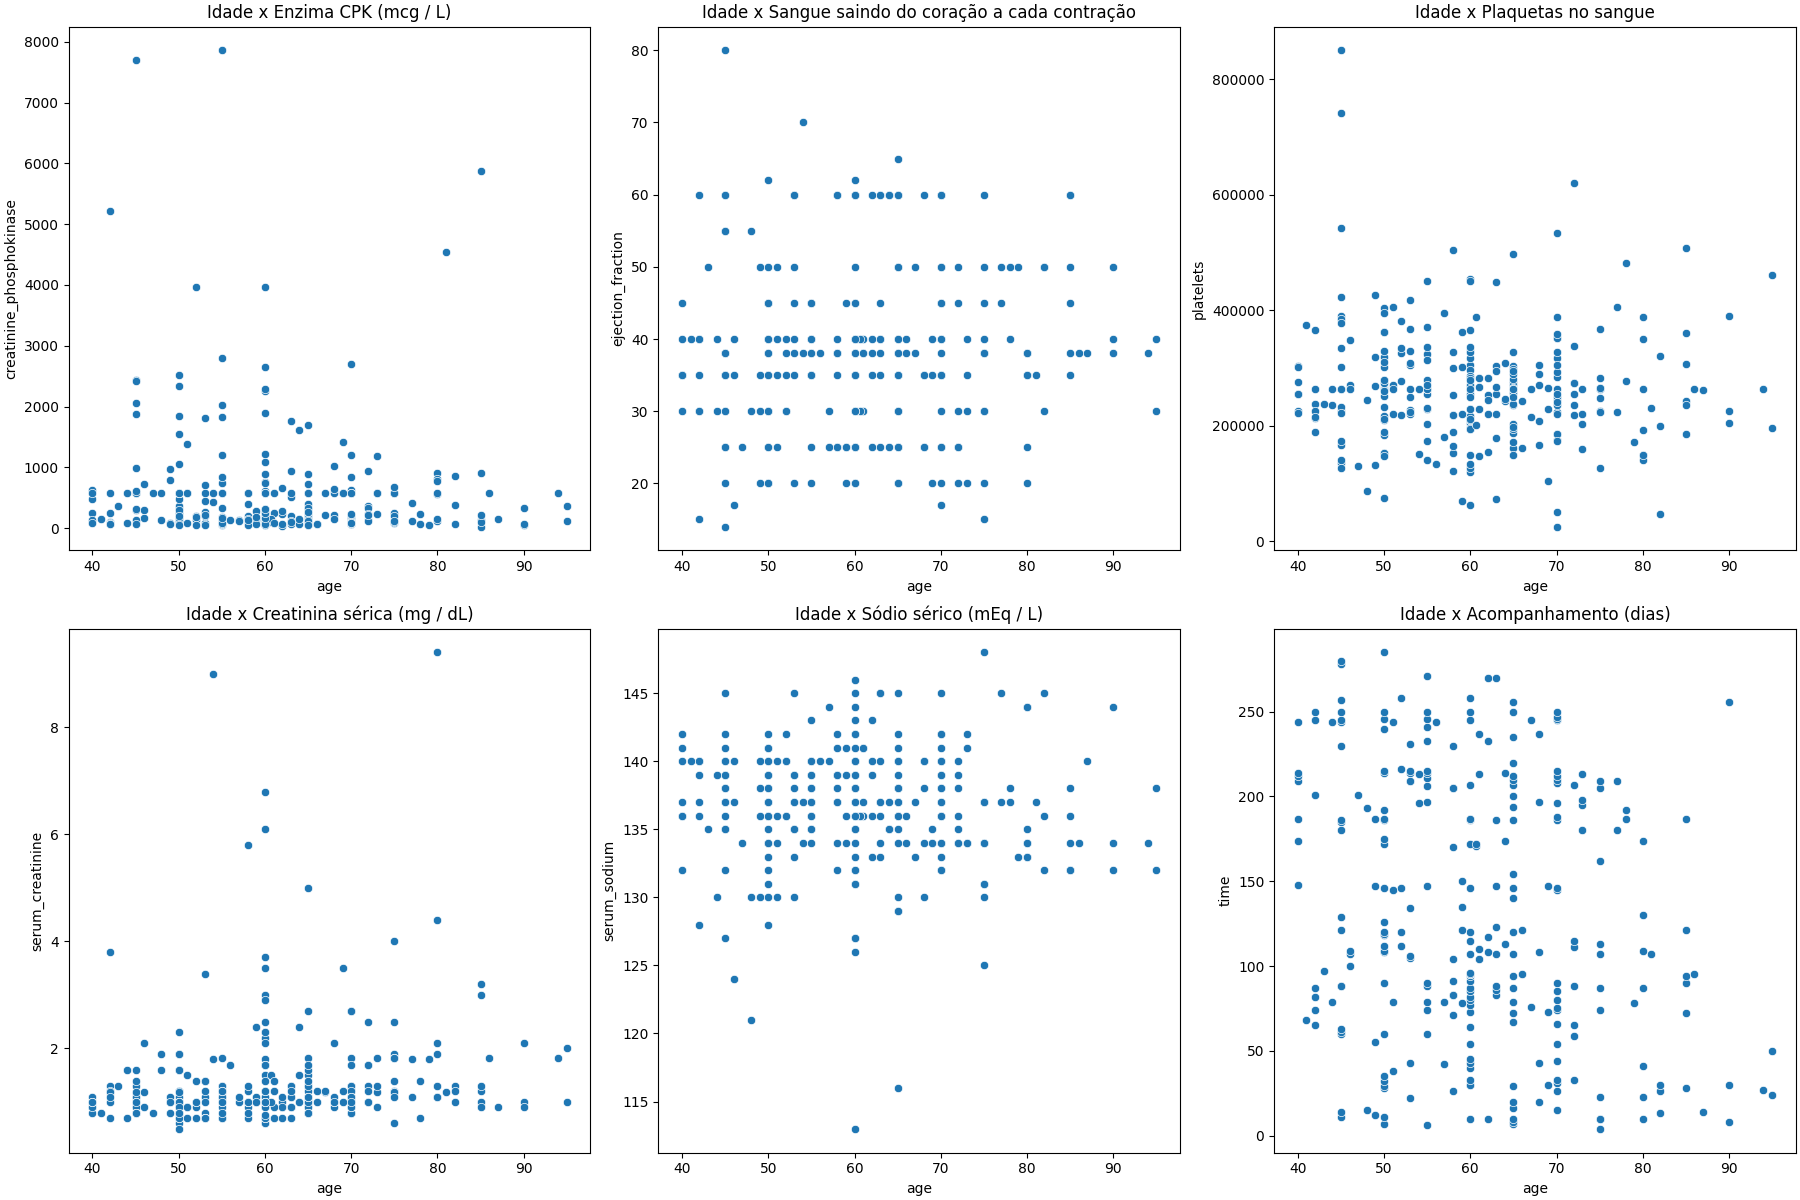 Idade x Enzima CPK (mcg / L)
8000
7000
6000
5000
4000
3000
2000
1000
0
creatinine_phosphokinase
40 50 60 70 80 90
age
Idade x Sangue saindo do coração a cada contração
80
70
60
50
40
30
20
ejection_fraction
40 50 60 70 80 90
age
Idade x Plaquetas no sangue
800000
600000
400000
200000
0
platelets
40 50 60 70 80 90
age
Idade x Creatinina sérica (mg / dL)
8
6
4
2
serum_creatinine
40 50 60 70 80 90
age
Idade x Sódio sérico (mEq / L)
145
140
135
130
125
120
115
serum_sodium
40 50 60 70 80 90
age
Idade x Acompanhamento (dias)
250
200
150
100
50
0
time
40 50 60 70 80 90
age